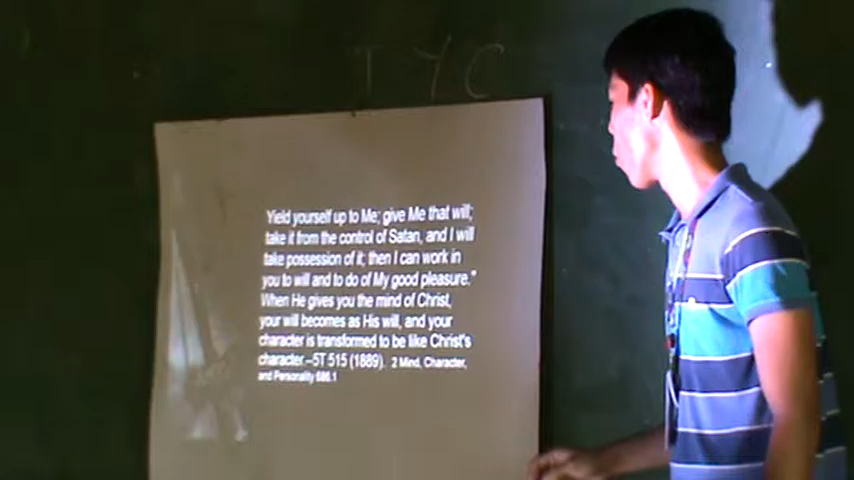 TYC
Yield yourself up to Me; give Me that will;
take it from the control of Satan, and I will
take possession of it; then I can work in
you to will and to do of My good pleasure."
When He gives you the mind of Christ,
your will becomes as His will, and your
character is transformed to be like Christ's
character –5T 515 (1889). 2 Mind, Character,
and Personality 686.1